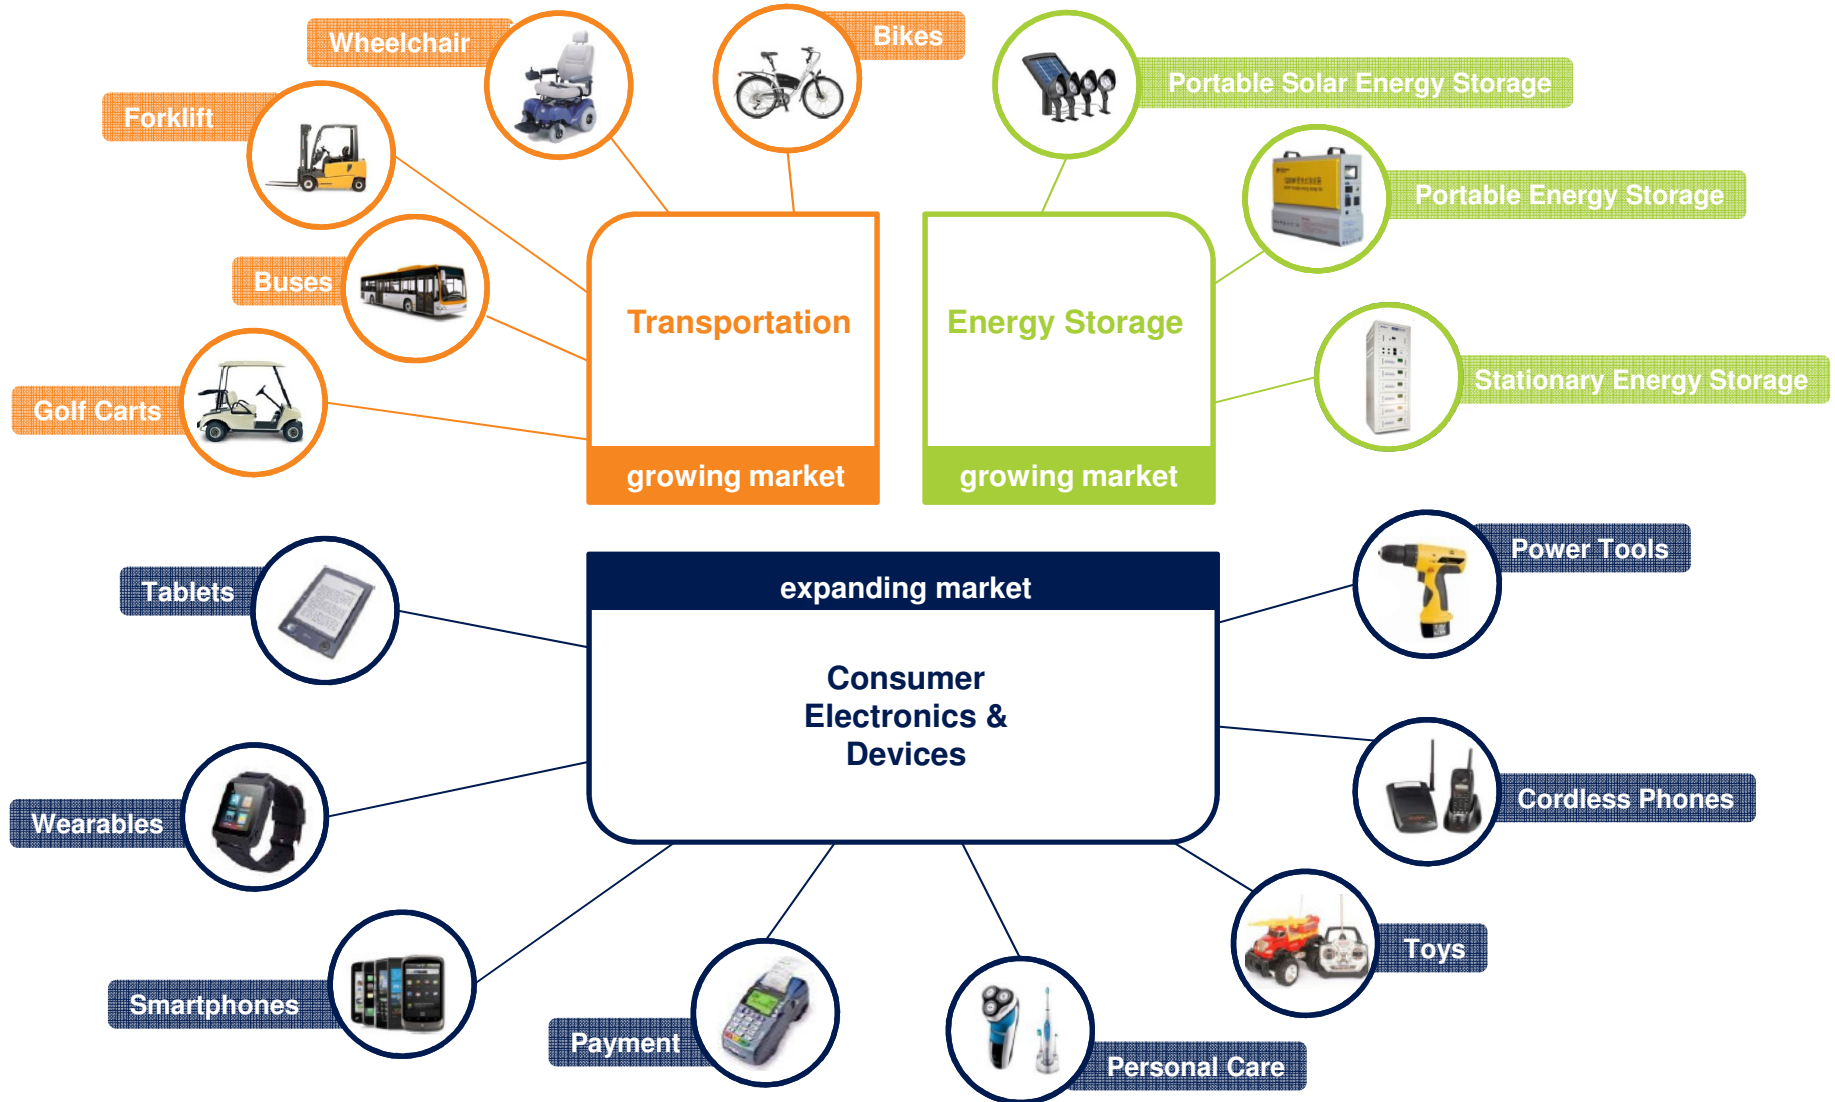 Wheelchair
Bikes
Portable Solar Energy Storage
Forklift
Portable Energy Storage
Buses
Transportation
Energy Storage
Stationary Energy Storage
Golf Carts
growing market
growing market
Power Tools
Tablets
expanding market
Consumer
Electronics &
Devices
Cordless Phones
Wearables
Toys
Smartphones
Payment
Personal Care